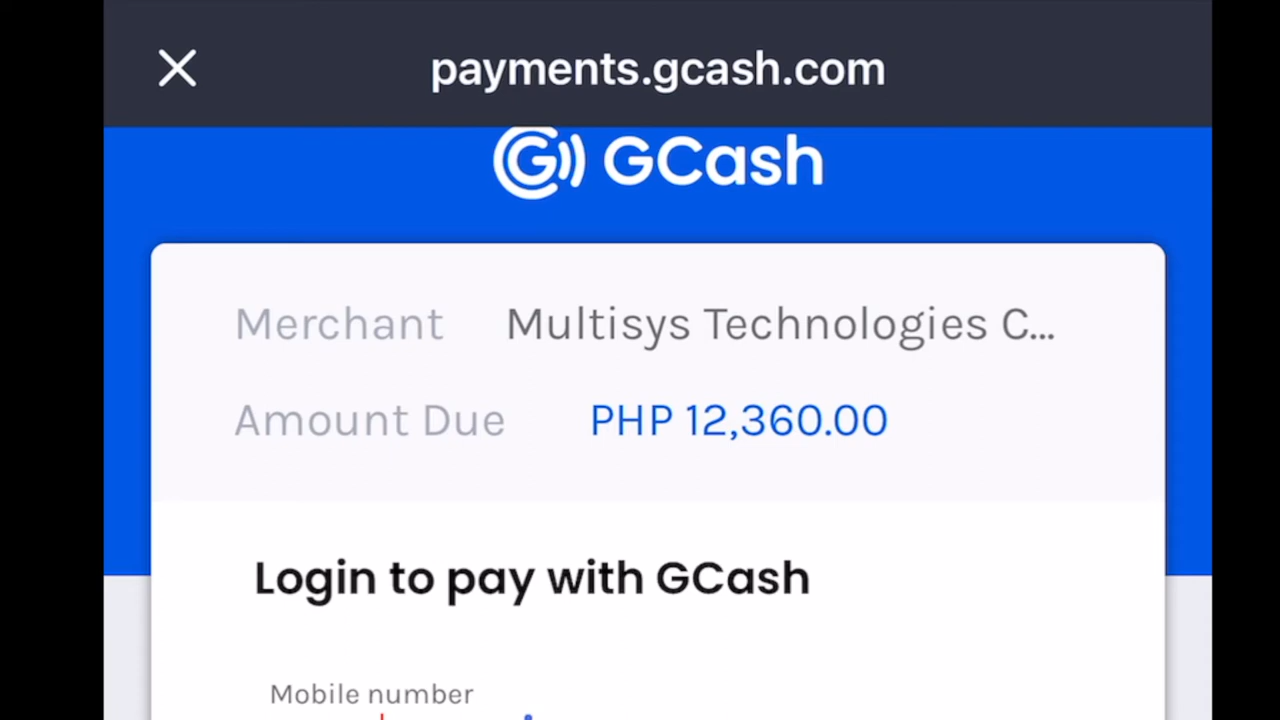 payments.gcash.com
GCash
Merchant Multisys Technologies C...
Amount Due PHP 12,360.00
Login to pay with GCash
Mobile number